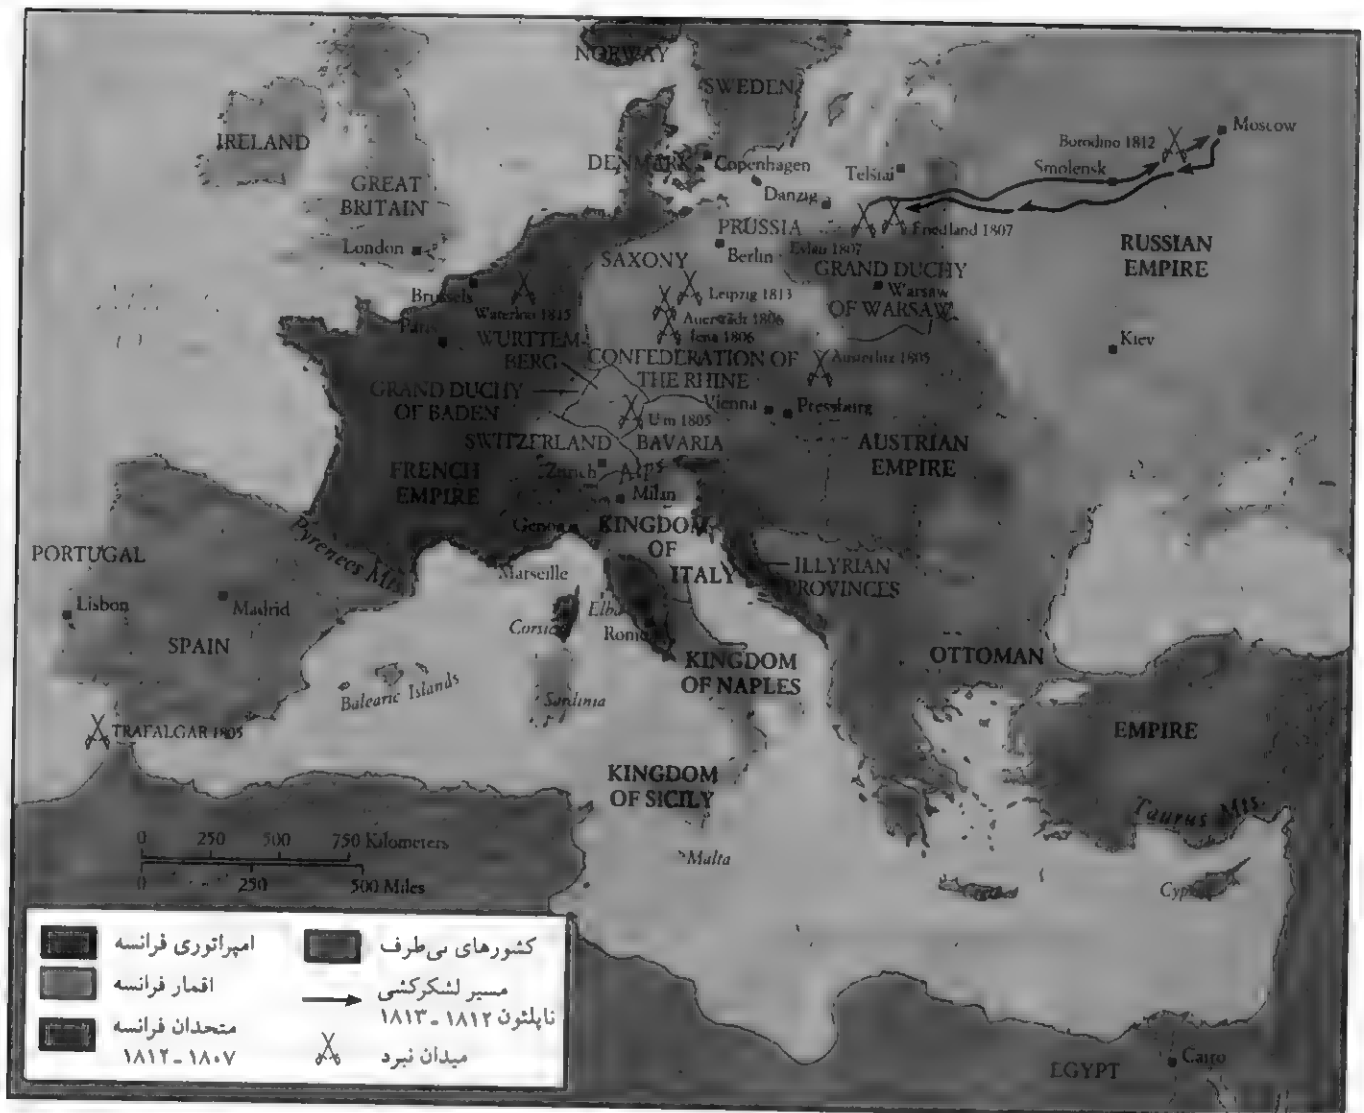 NORWAY
SWEDEN
IRELAND
DENMARK
Copenhagen
Telsiai
Borodino 1812
Moscow
Smolensk
GREAT
BRITAIN
Danzig
London
PRUSSIA
Berlin
Eylau 1807
Friedland 1807
RUSSIAN
EMPIRE
SAXONY
GRAND DUCHY
OF WARSAW
Warsaw
Brussels
Waterloo 1815
Leipzig 1813
Auerstädt 1806
Jena 1806
Paris
WURTTEM-
BERG
CONFEDERATION OF
THE RHINE
Austerlitz 1805
Kiev
GRAND DUCHY
OF BADEN
Vienna
Pressburg
Ulm 1805
SWITZERLAND
BAVARIA
AUSTRIAN
EMPIRE
FRENCH
EMPIRE
Zurich
Alps
Milan
Genoa
KINGDOM
OF
ITALY
PORTUGAL
Pyrenees Mts.
Marseille
ILLYRIAN
PROVINCES
Lisbon
Madrid
Corsica
Elba
Rome
SPAIN
OTTOMAN
EMPIRE
KINGDOM
OF NAPLES
Balearic Islands
Sardinia
TRAFALGAR 1805
KINGDOM
OF SICILY
Taurus Mts.
0 250 500 750 Kilometers
0 250 500 Miles
Malta
Cyprus
EGYPT
Cairo
امپراتوری فرانسه
اقمار فرانسه
متحدان فرانسه
۱۸۰۷ــ۱۸۱۲
کشورهای بی‌طرف
مسیر لشکرکشی
ناپلئون ۱۸۱۲ــ۱۸۱۳
میدان نبرد